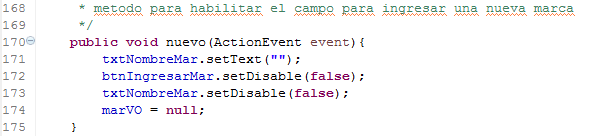 168 * metodo para habilitar el campo para ingresar una nueva marca
169 */
170 public void nuevo(ActionEvent event){
171 txtNombreMar.setText("");
172 btnIngresarMar.setDisable(false);
173 txtNombreMar.setDisable(false);
174 marVO = null;
175 }